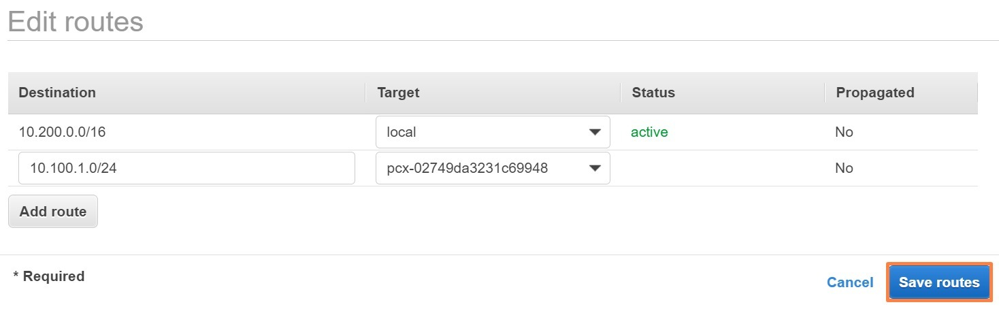 Edit routes
Destination Target Status Propagated
10.200.0.0/16 local active No
10.100.1.0/24 pcx-02749da3231c69948 No
Add route
* Required
Cancel Save routes